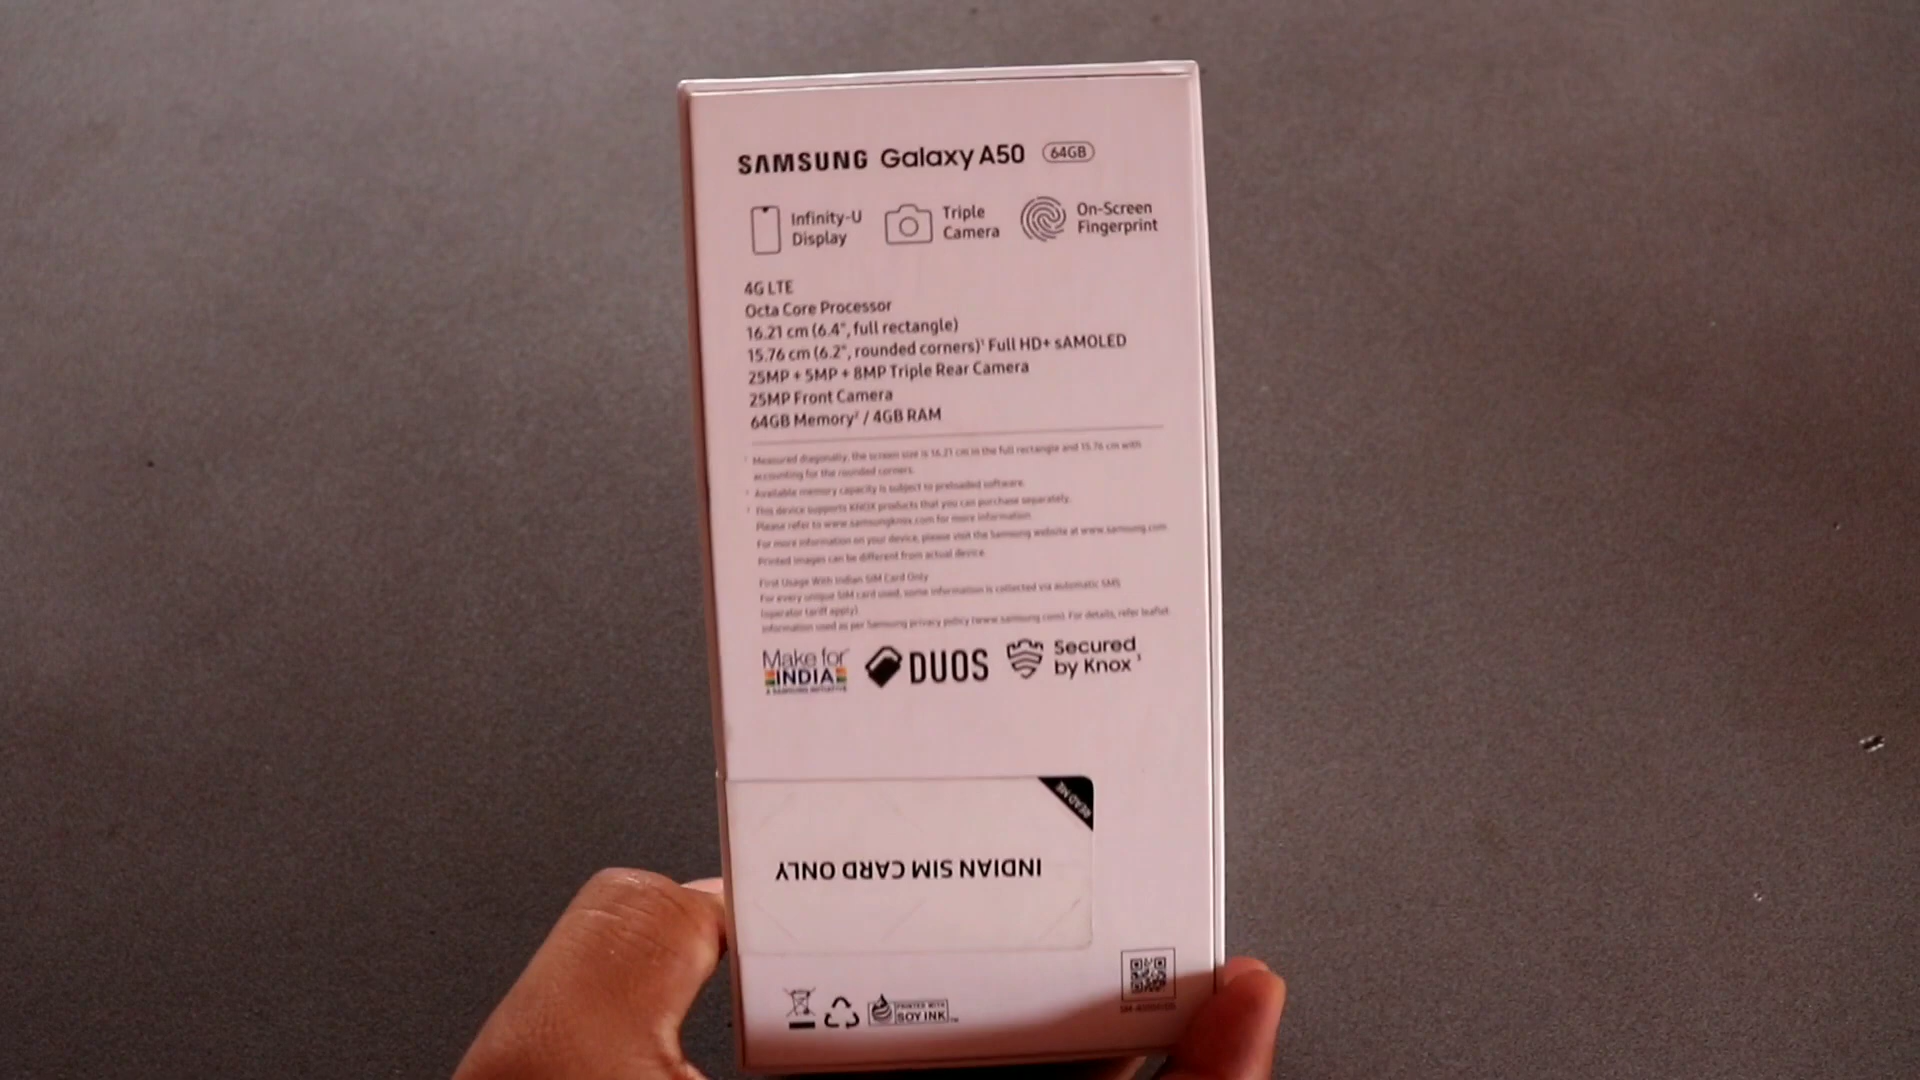 SAMSUNG Galaxy A50 64GB
Infinity-U
Display
Triple
Camera
On-Screen
Fingerprint
4G LTE
Octa Core Processor
16.21 cm (6.4", full rectangle)
15.76 cm (6.2", rounded corners)¹ Full HD+ sAMOLED
25MP + 5MP + 8MP Triple Rear Camera
25MP Front Camera
64GB Memory² / 4GB RAM
¹ Measured diagonally, the screen size is 16.21 cm in the full rectangle and 15.76 cm with
accounting for the rounded corners.
² Available memory capacity is subject to preloaded software.
³ This device supports KNOX products that you can purchase separately.
Please refer to www.samsungknox.com for more information.
For more information on your device, please visit the Samsung website at www.samsung.com
Printed images can be different from actual device.
First Usage With Indian SIM Card Only
For every unique SIM card used, some information is collected via automatic SMS
(operator tariff apply).
Information used as per Samsung privacy policy (www.samsung.com). For details, refer leaflet.
Make for
INDIA
A SAMSUNG INITIATIVE
DUOS
Secured
by Knox ³
READ ME
INDIAN SIM CARD ONLY
PRINTED WITH
SOY INK™